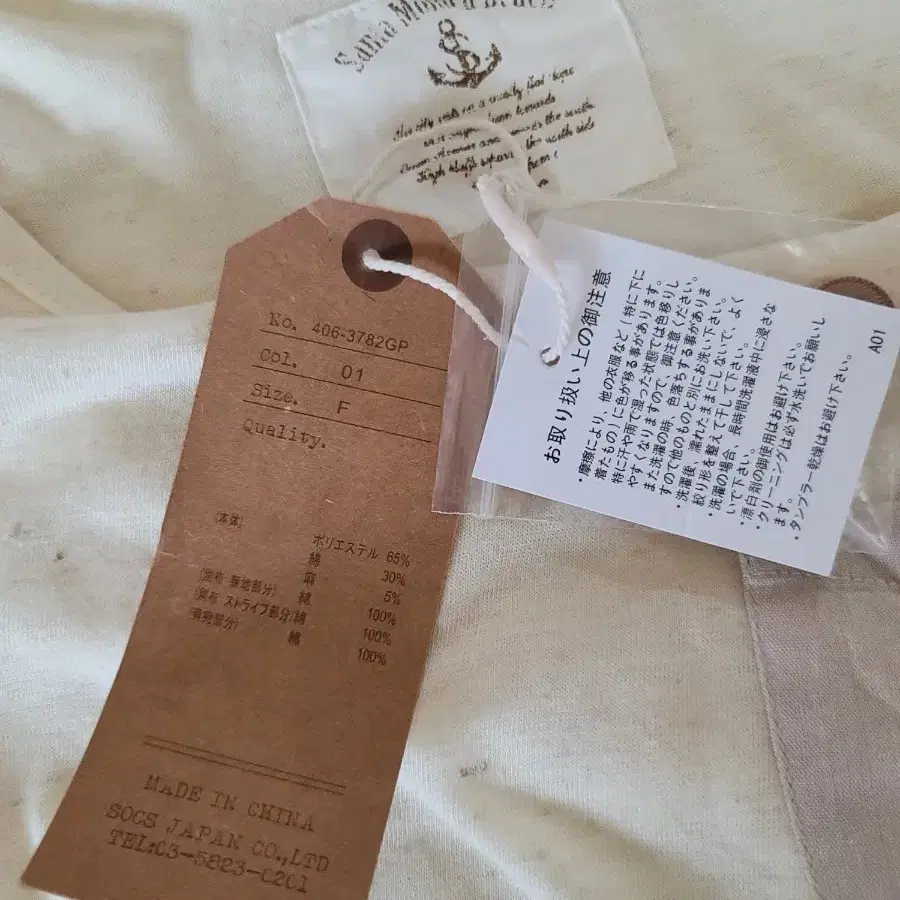 Santa Monica Beach
the south
No. 406-3782GP
Col. 01
Size. F
Quality.
(本体)
ポリエステル 65%
綿 30%
麻 5%
綿 100%
(別布 ストライプ部分)綿 100%
綿 100%
MADE IN CHINA
SOCS JAPAN CO.,LTD
TEL:03-5823-0201
お取り扱い上の御注意
・摩擦により、他の衣服など(特に下に
着たもの)に色が移る事があります。
特に汗や雨で湿った状態では色移りし
やすくなりますので、御注意ください。
また洗濯の時、色落ちする事がありま
すので他のものと別にお洗い下さい。
・洗濯後、濡れたままにしないで、よく
絞り形を整えて干して下さい。
・洗濯の場合、長時間洗濯液中に浸さな
いで下さい。
・漂白剤の御使用はお避け下さい。
・クリーニングは必ず水洗いでお願いし
ます。
・タンブラー乾燥はお避け下さい。
A01